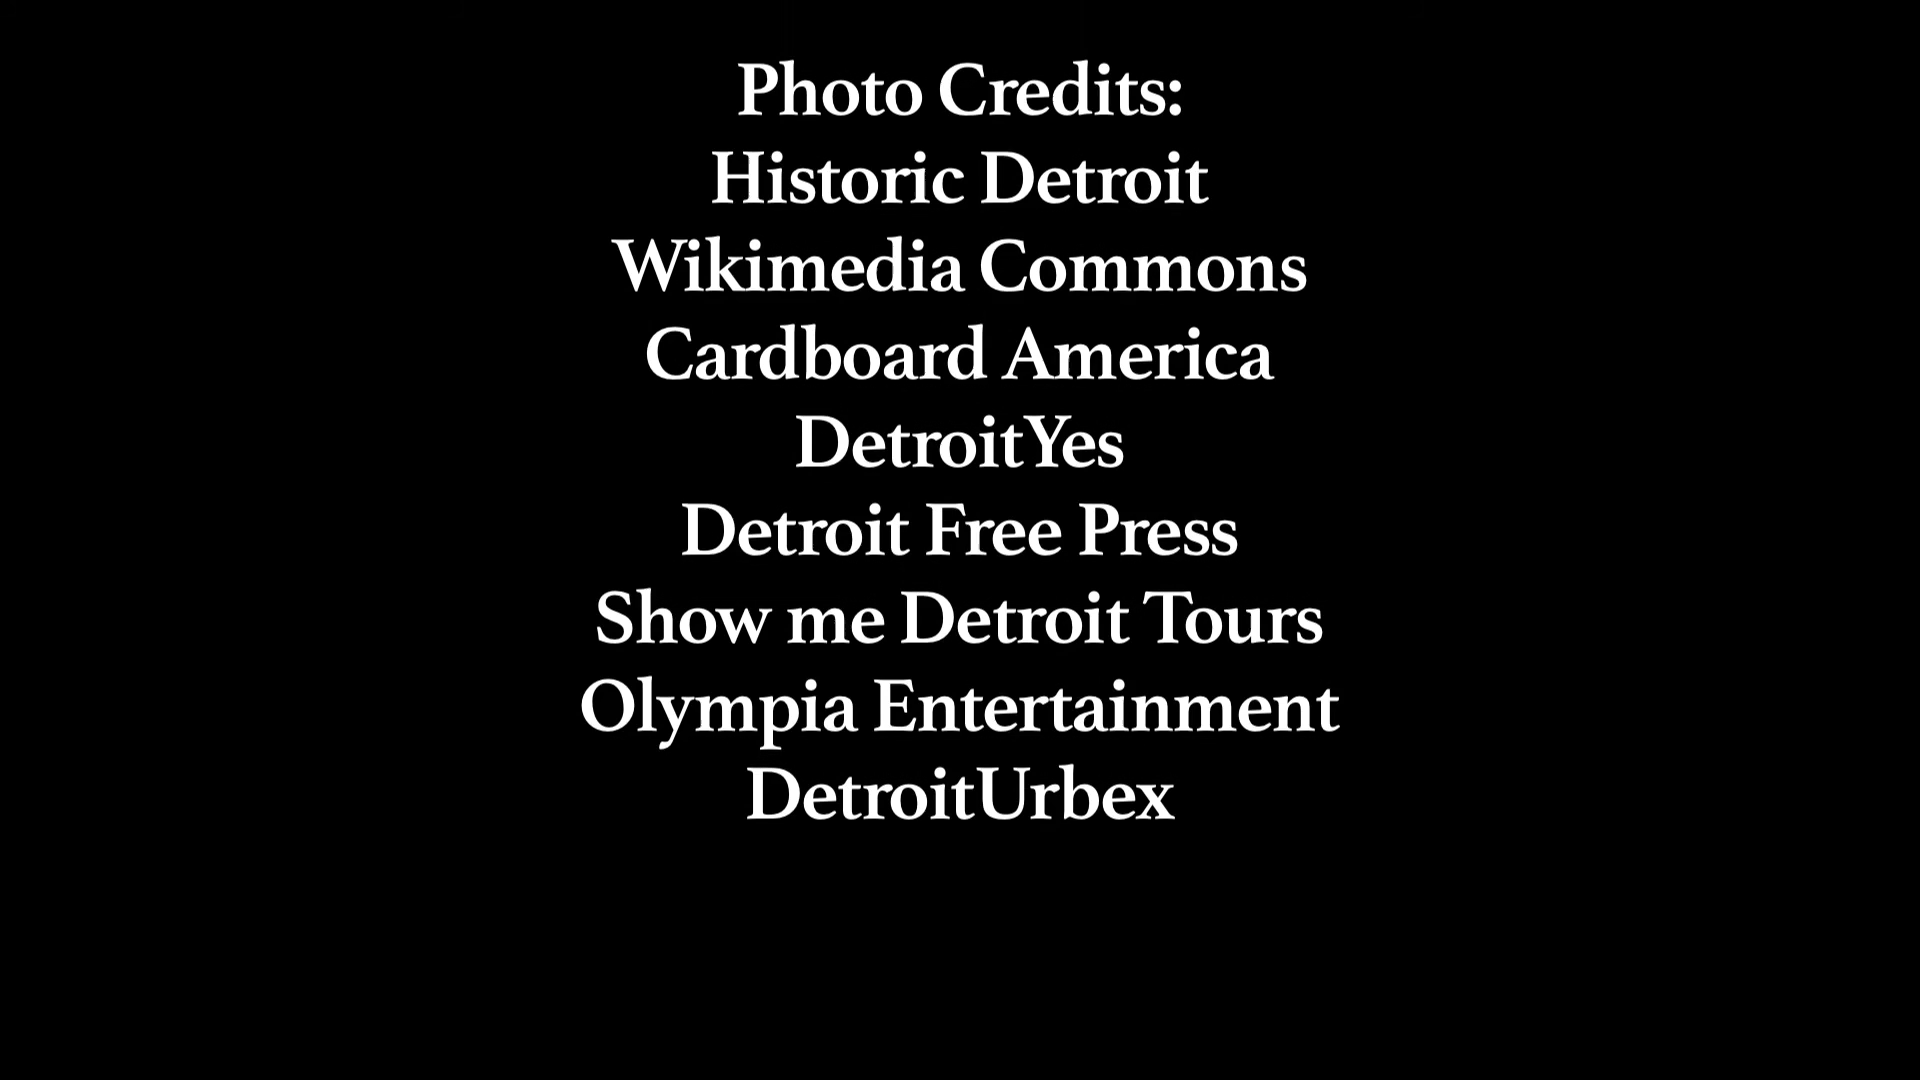 Photo Credits:
Historic Detroit
Wikimedia Commons
Cardboard America
DetroitYes
Detroit Free Press
Show me Detroit Tours
Olympia Entertainment
DetroitUrbex